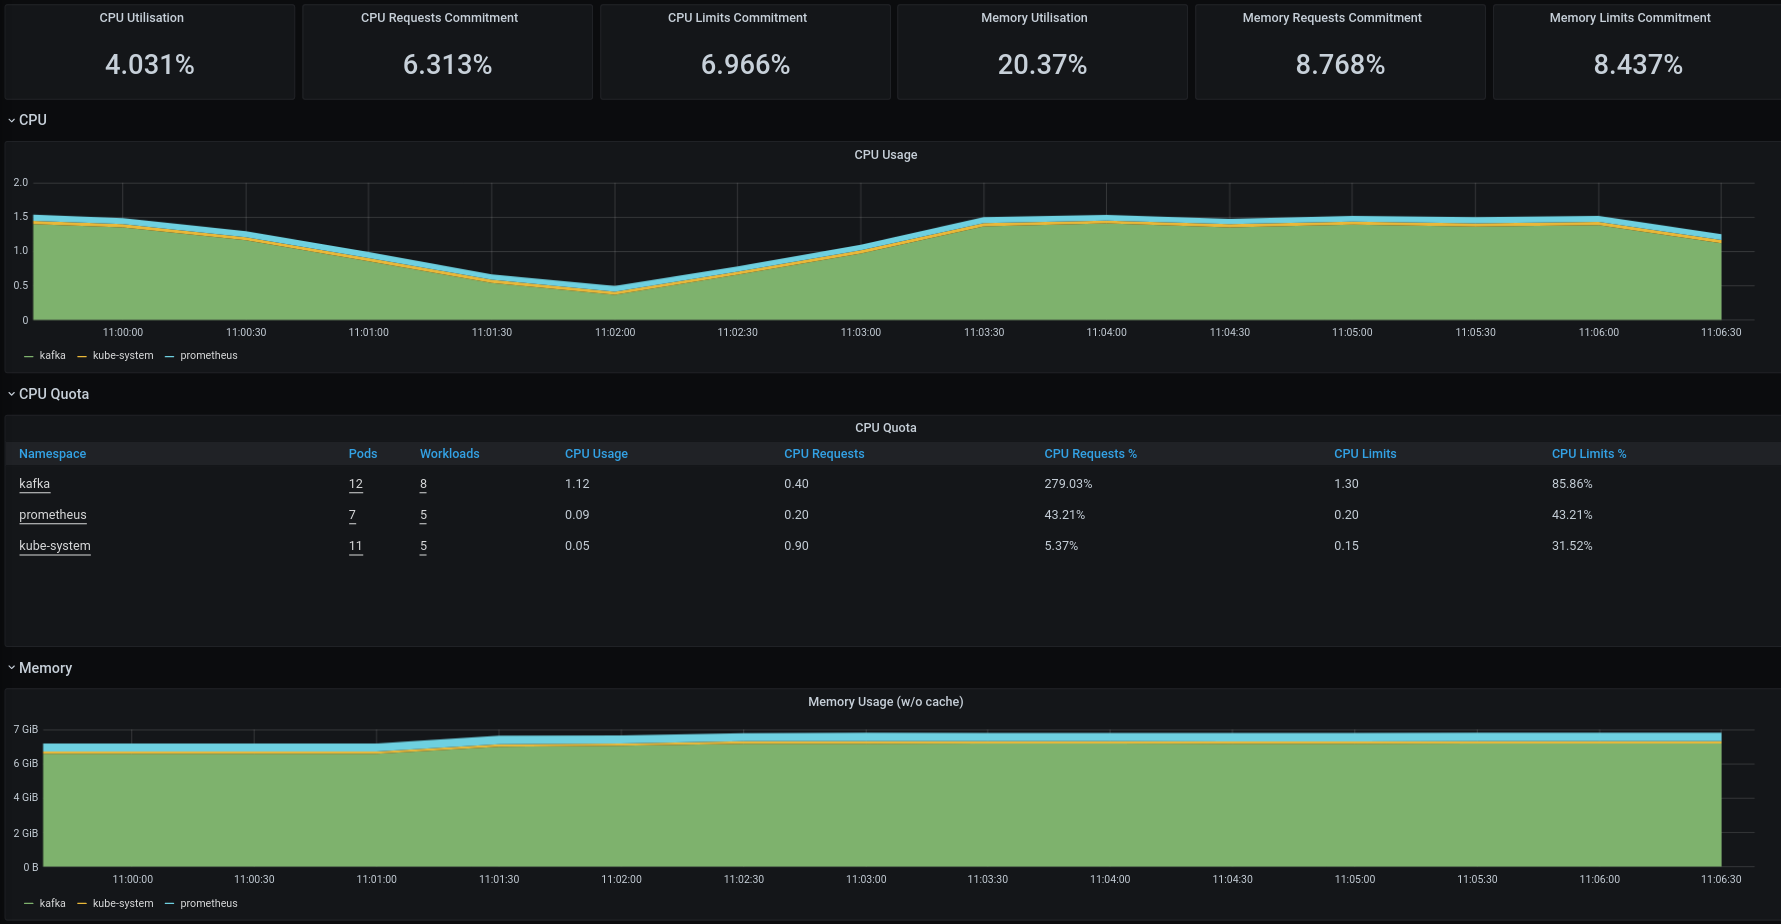 CPU Utilisation CPU Requests Commitment CPU Limits Commitment Memory Utilisation Memory Requests Commitment Memory Limits Commitment
4.031% 6.313% 6.966% 20.37% 8.768% 8.437%
CPU
CPU Usage
2.0
1.5
1.0
0.5
0
11:00:00 11:00:30 11:01:00 11:01:30 11:02:00 11:02:30 11:03:00 11:03:30 11:04:00 11:04:30 11:05:00 11:05:30 11:06:00 11:06:30
kafka kube-system prometheus
CPU Quota
CPU Quota
Namespace Pods Workloads CPU Usage CPU Requests CPU Requests % CPU Limits CPU Limits %
kafka 12 8 1.12 0.40 279.03% 1.30 85.86%
prometheus 7 5 0.09 0.20 43.21% 0.20 43.21%
kube-system 11 5 0.05 0.90 5.37% 0.15 31.52%
Memory
Memory Usage (w/o cache)
7 GiB
6 GiB
4 GiB
2 GiB
0 B
11:00:00 11:00:30 11:01:00 11:01:30 11:02:00 11:02:30 11:03:00 11:03:30 11:04:00 11:04:30 11:05:00 11:05:30 11:06:00 11:06:30
kafka kube-system prometheus